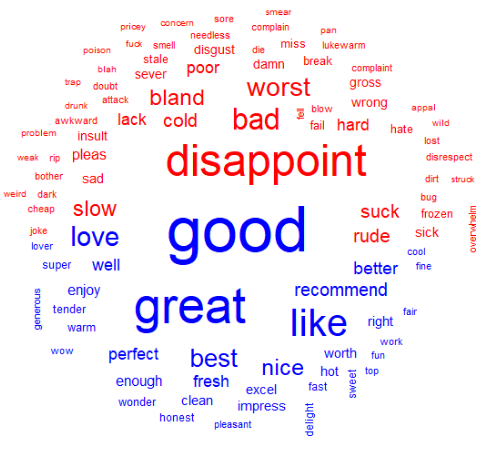 smear
concern sore pan
pricey complain
needless
fuck smell die miss lukewarm
stale disgust
poison damn break
blah sever poor complaint
trap doubt worst gross
attack bland wrong
drunk blow appal
awkward lack cold bad fell fail hard hate wild
problem insult lost
weak rip pleas disappoint disrespect
bother sad dirt struck
weird dark
cheap slow good suck bug frozen
joke love rude sick overwhelm
lover cool
super well better fine
generous enjoy great recommend
tender like right fair
warm work
wow perfect best nice worth fun
enough fresh hot sweet top
wonder clean excel fast
honest impress delight
pleasant